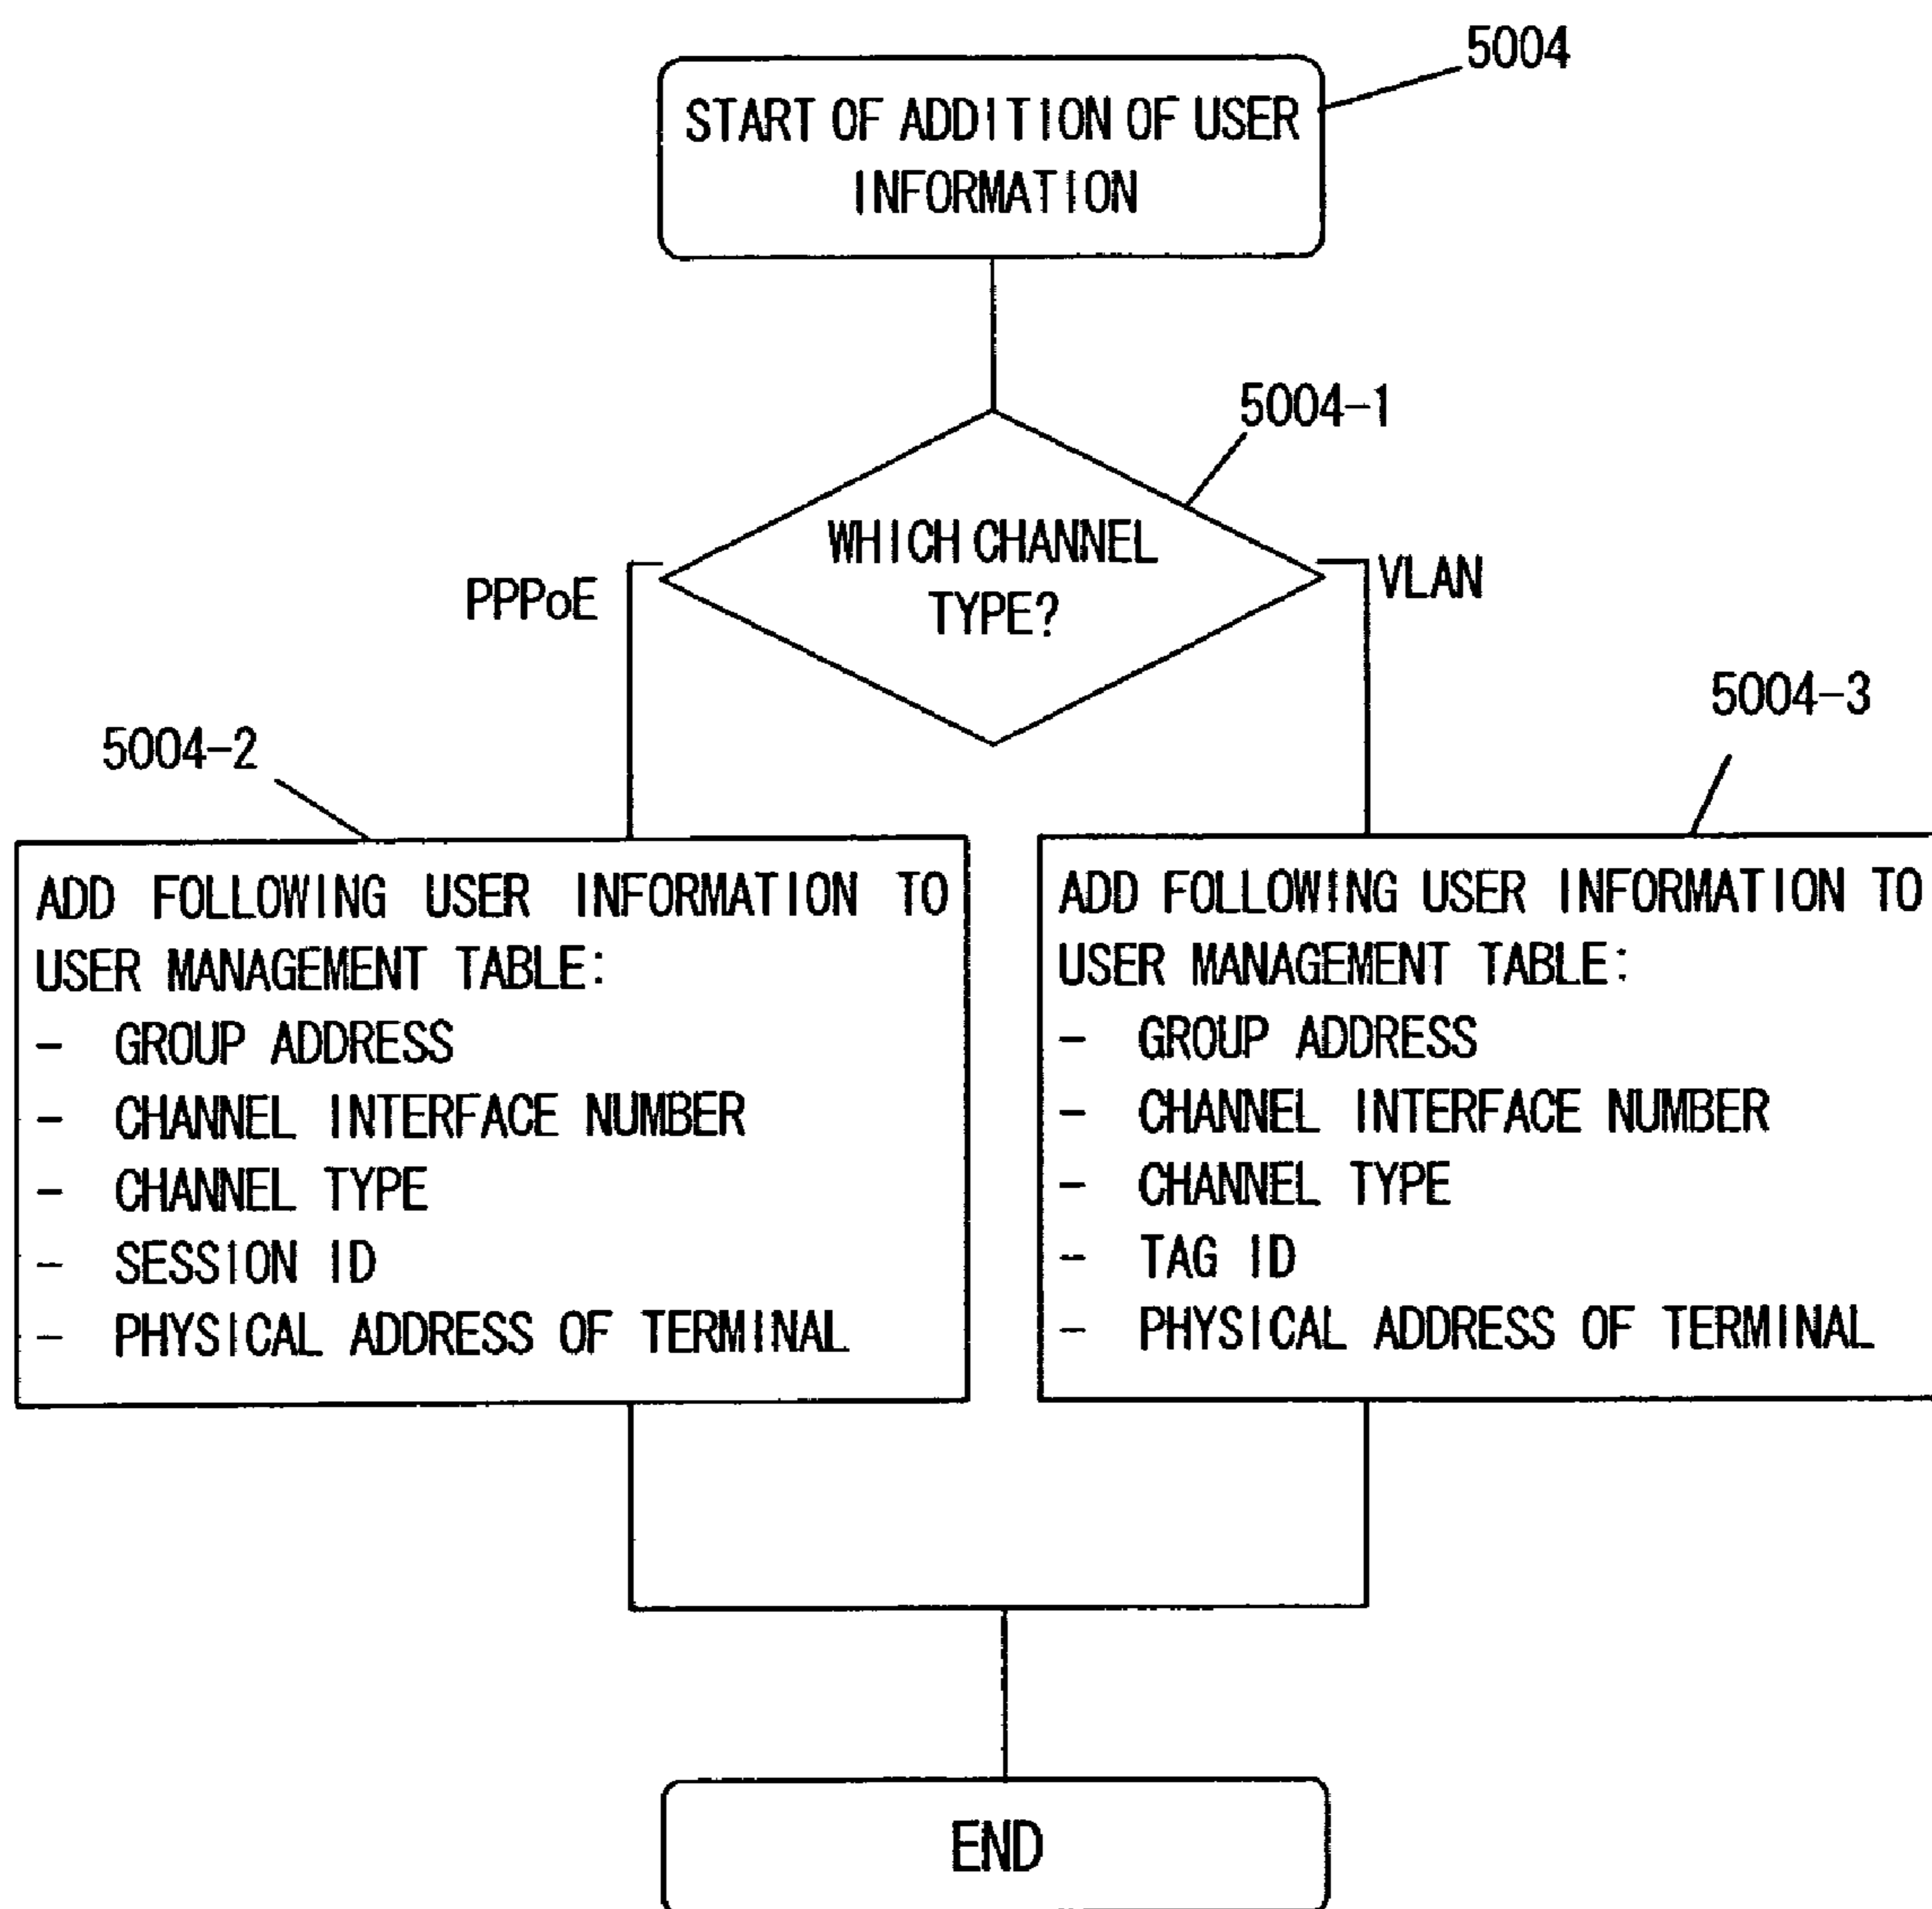 5004
START OF ADDITION OF USER
INFORMATION
5004-1
WHICH CHANNEL
TYPE?
PPPoE
VLAN
5004-2
5004-3
ADD FOLLOWING USER INFORMATION TO
USER MANAGEMENT TABLE:
- GROUP ADDRESS
- CHANNEL INTERFACE NUMBER
- CHANNEL TYPE
- SESSION ID
- PHYSICAL ADDRESS OF TERMINAL
ADD FOLLOWING USER INFORMATION TO
USER MANAGEMENT TABLE:
- GROUP ADDRESS
- CHANNEL INTERFACE NUMBER
- CHANNEL TYPE
- TAG ID
- PHYSICAL ADDRESS OF TERMINAL
END